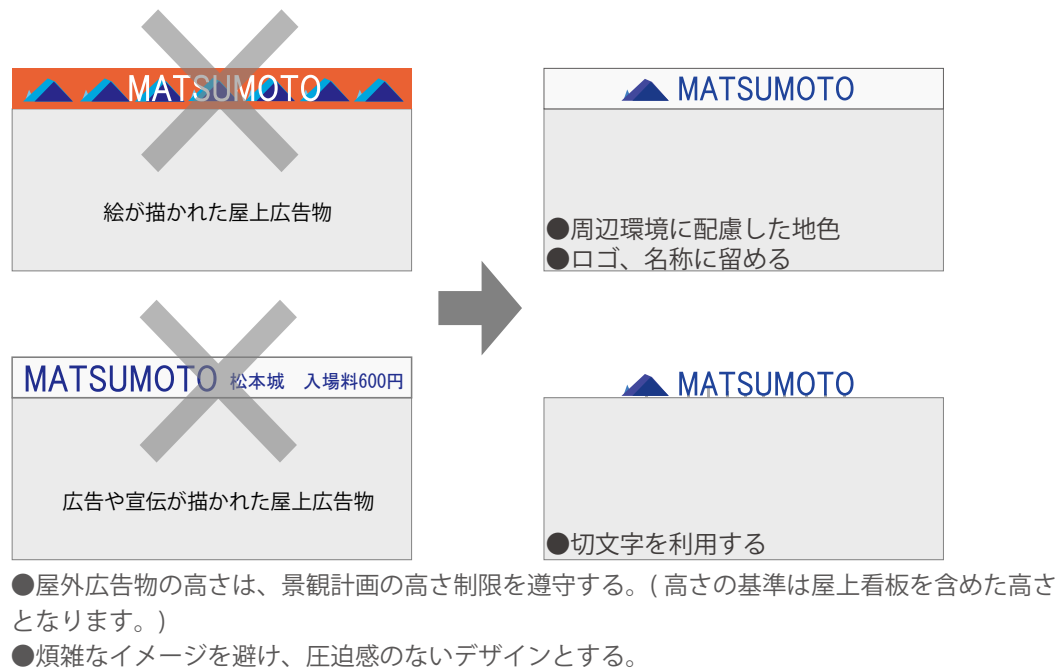 MATSUMOTO
絵が描かれた屋上広告物
MATSUMOTO
●周辺環境に配慮した地色
●ロゴ、名称に留める
MATSUMOTO 松本城 入場料600円
広告や宣伝が描かれた屋上広告物
MATSUMOTO
●切文字を利用する
●屋外広告物の高さは、景観計画の高さ制限を遵守する。( 高さの基準は屋上看板を含めた高さ
となります。)
●煩雑なイメージを避け、圧迫感のないデザインとする。